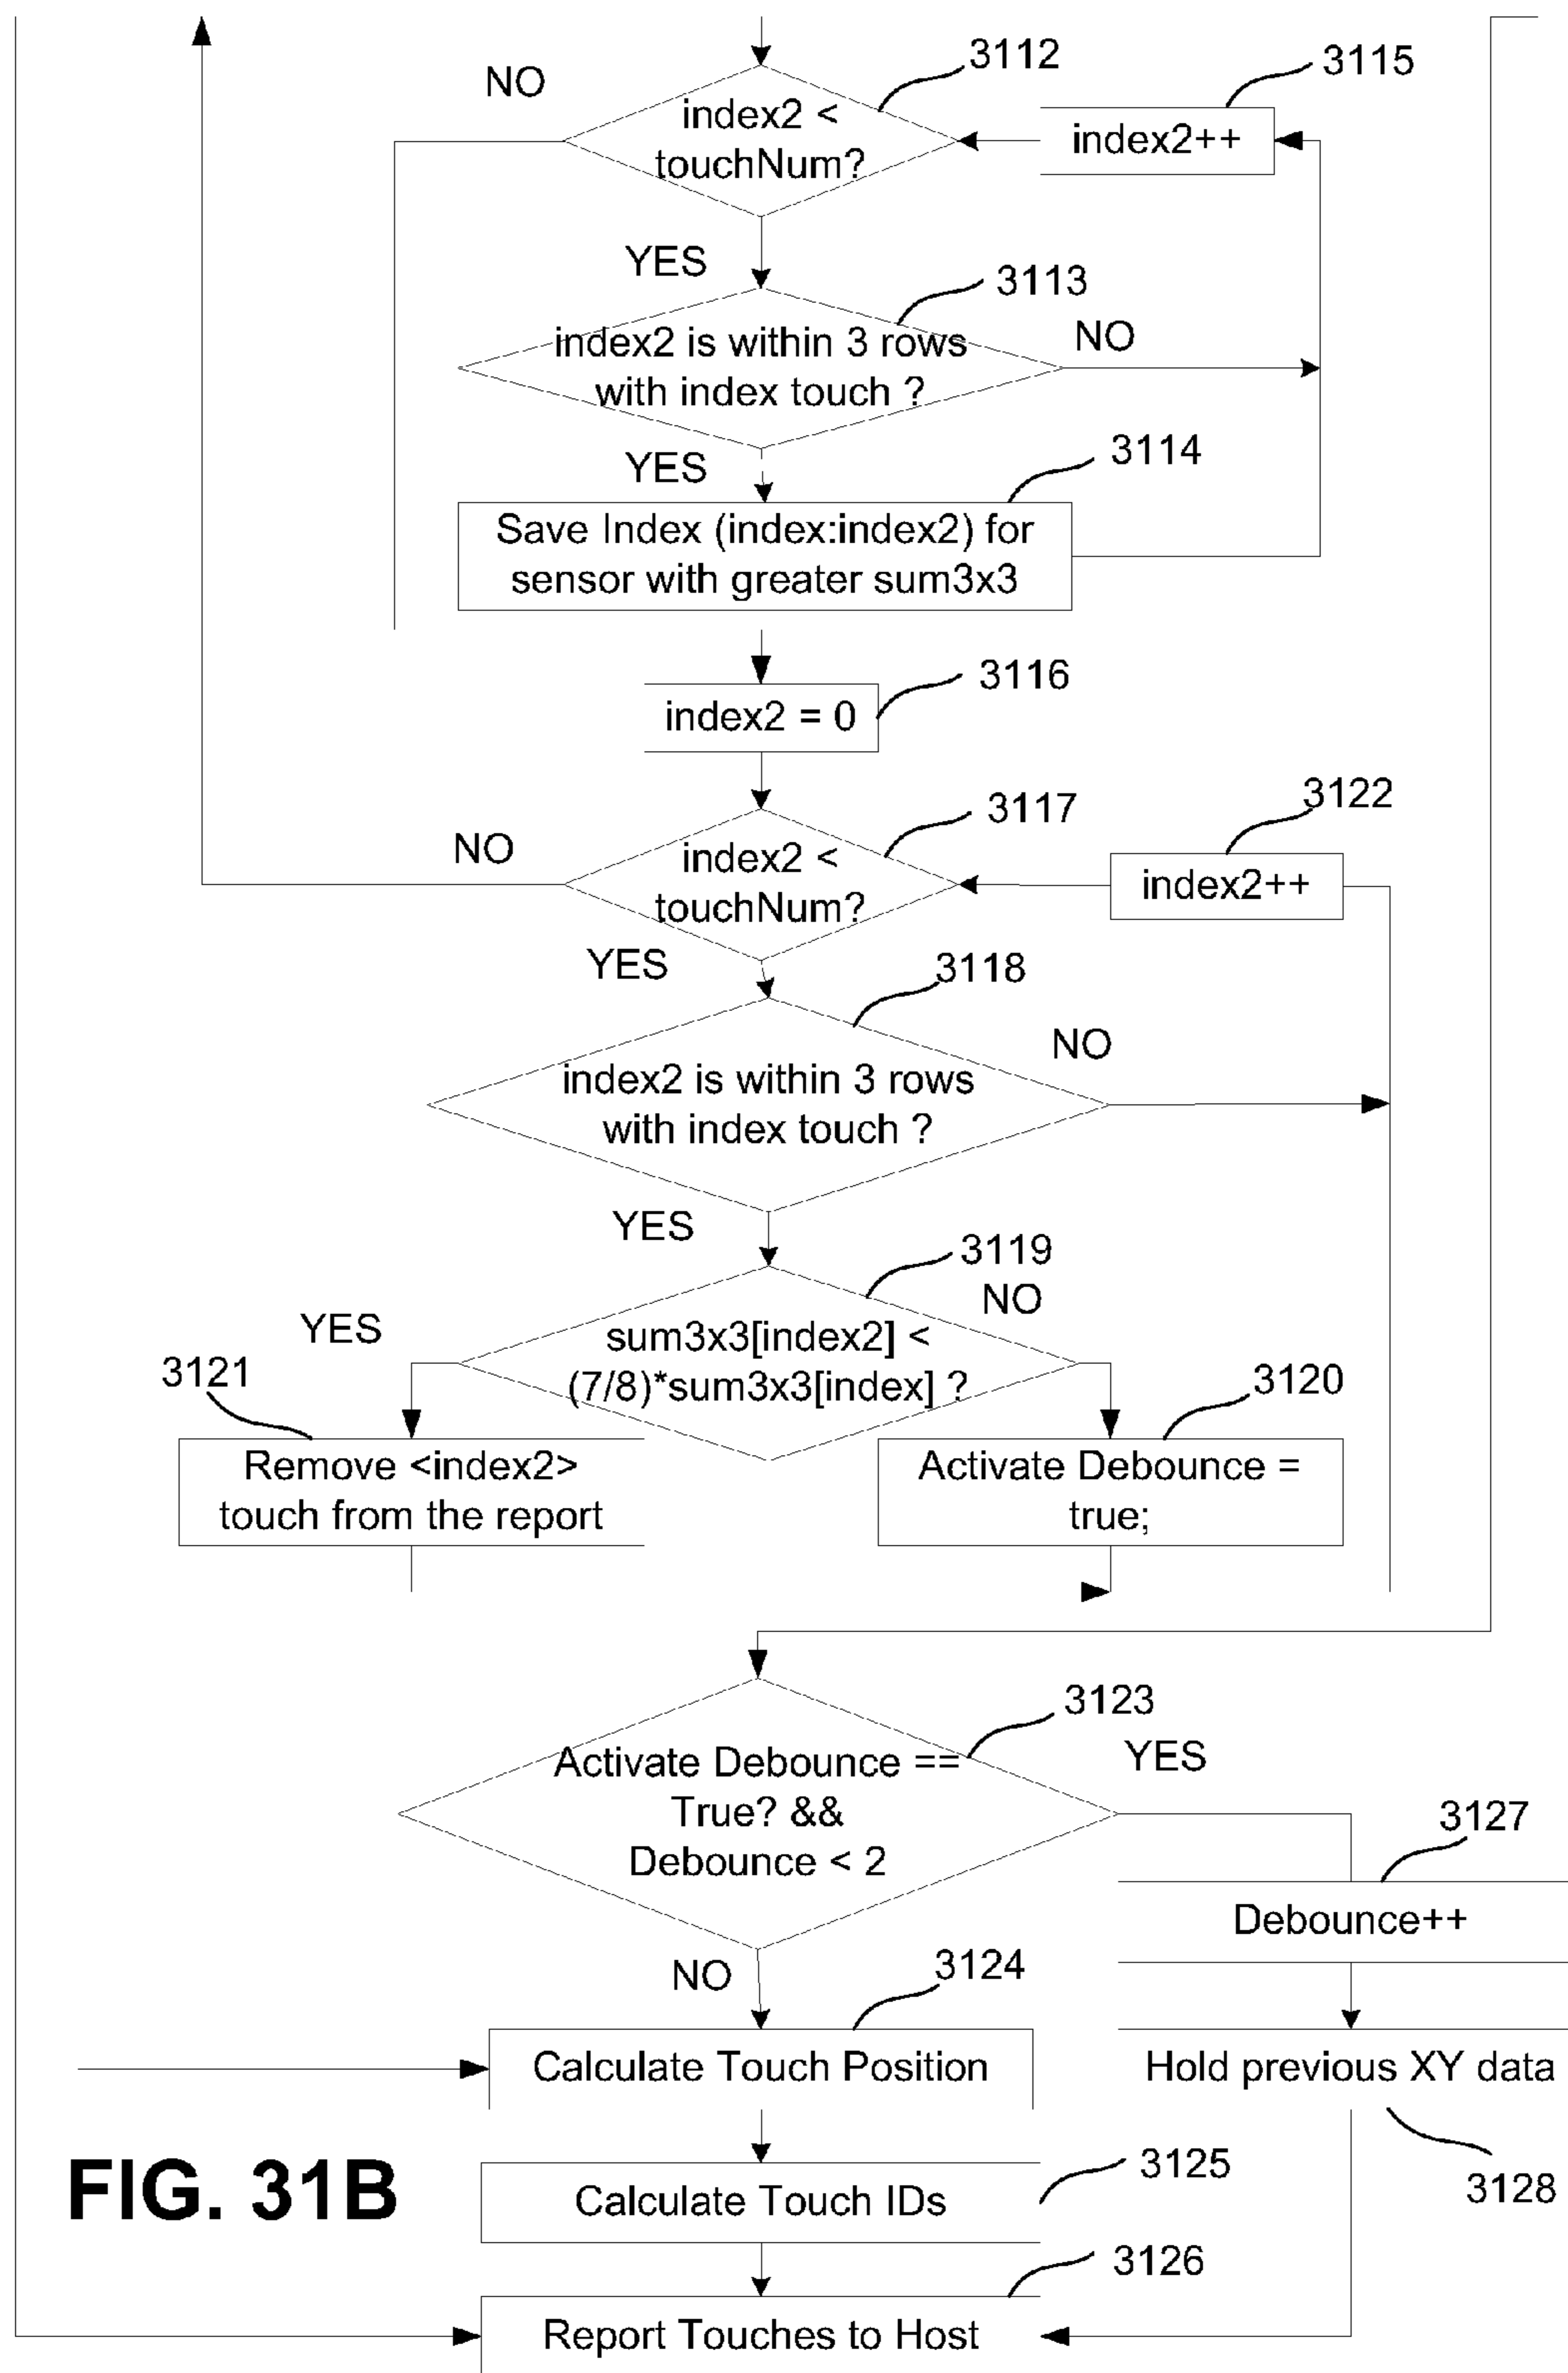 3112
3115
NO
index2 <
touchNum?
index2++
YES
3113
index2 is within 3 rows
with index touch ?
NO
YES
3114
Save Index (index:index2) for
sensor with greater sum3x3
3116
index2 = 0
3117
3122
NO
index2 <
touchNum?
index2++
YES
3118
NO
index2 is within 3 rows
with index touch ?
YES
3119
NO
YES
sum3x3[index2] <
(7/8)*sum3x3[index] ?
3121
3120
Remove <index2>
touch from the report
Activate Debounce =
true;
3123
YES
Activate Debounce ==
True? &&
Debounce < 2
3127
Debounce++
NO
3124
Calculate Touch Position
Hold previous XY data
FIG. 31B
3125
3128
Calculate Touch IDs
3126
Report Touches to Host